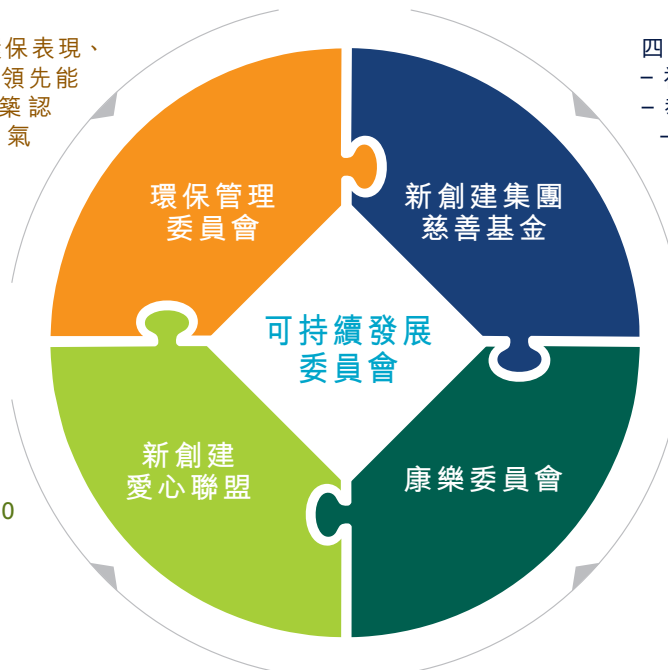 保表現、
領先能
築認
氣
四
–
–
–
環保管理
委員會
新創建集團
慈善基金
可持續發展
委員會
新創建
愛心聯盟
康樂委員會
0